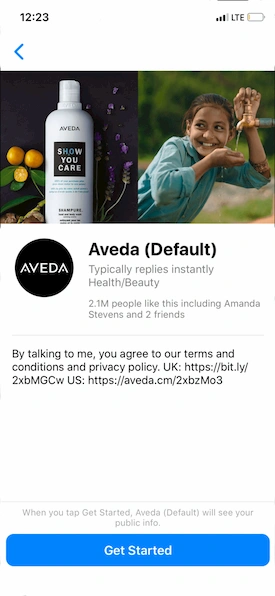 12:23
LTE
AVEDA
SHOW
YOU
CARE
SHAMPURE
AVEDA
Aveda (Default)
Typically replies instantly
Health/Beauty
2.1M people like this including Amanda
Stevens and 2 friends
By talking to me, you agree to our terms and
conditions and privacy policy. UK: https://bit.ly/
2xbMGCw US: https://aveda.cm/2xbzMo3
When you tap Get Started, Aveda (Default) will see your
public info.
Get Started